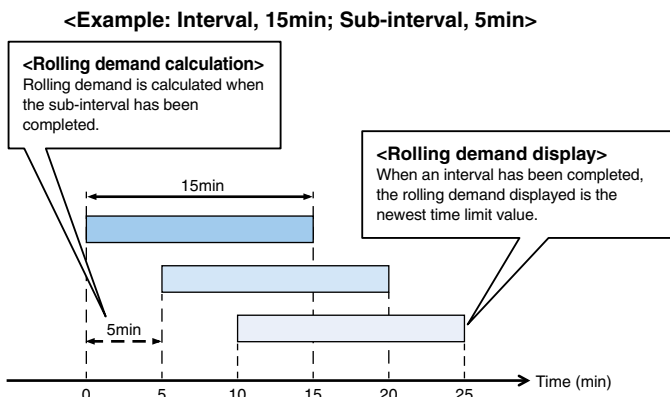 <Example: Interval, 15min; Sub-interval, 5min>
<Rolling demand calculation>
Rolling demand is calculated when
the sub-interval has been
completed.
<Rolling demand display>
When an interval has been completed,
the rolling demand displayed is the
newest time limit value.
15min
5min
Time (min)
0 5 10 15 20 25